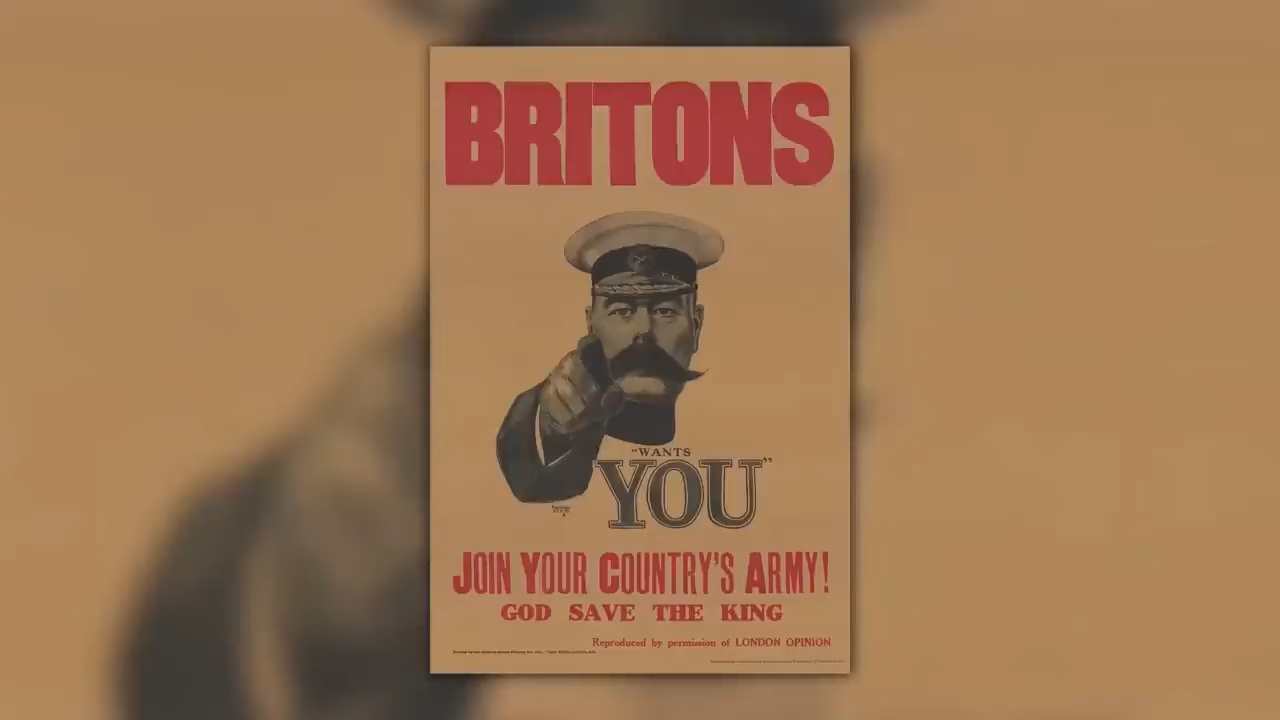 BRITONS
"WANTS
YOU"
JOIN YOUR COUNTRY'S ARMY!
GOD SAVE THE KING
Reproduced by permission of LONDON OPINION